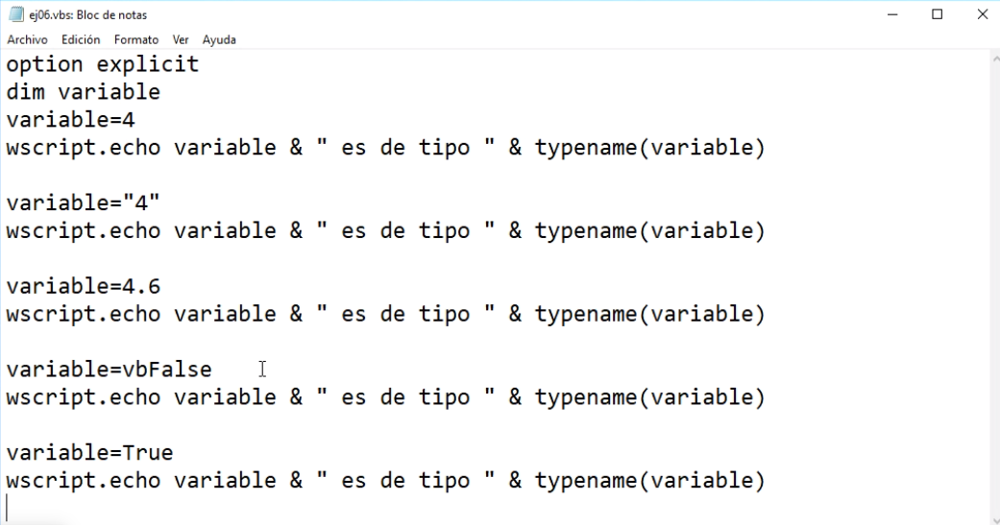 ej06.vbs: Bloc de notas
Archivo Edición Formato Ver Ayuda
option explicit
dim variable
variable=4
wscript.echo variable & " es de tipo " & typename(variable)
variable="4"
wscript.echo variable & " es de tipo " & typename(variable)
variable=4.6
wscript.echo variable & " es de tipo " & typename(variable)
variable=vbFalse
wscript.echo variable & " es de tipo " & typename(variable)
variable=True
wscript.echo variable & " es de tipo " & typename(variable)